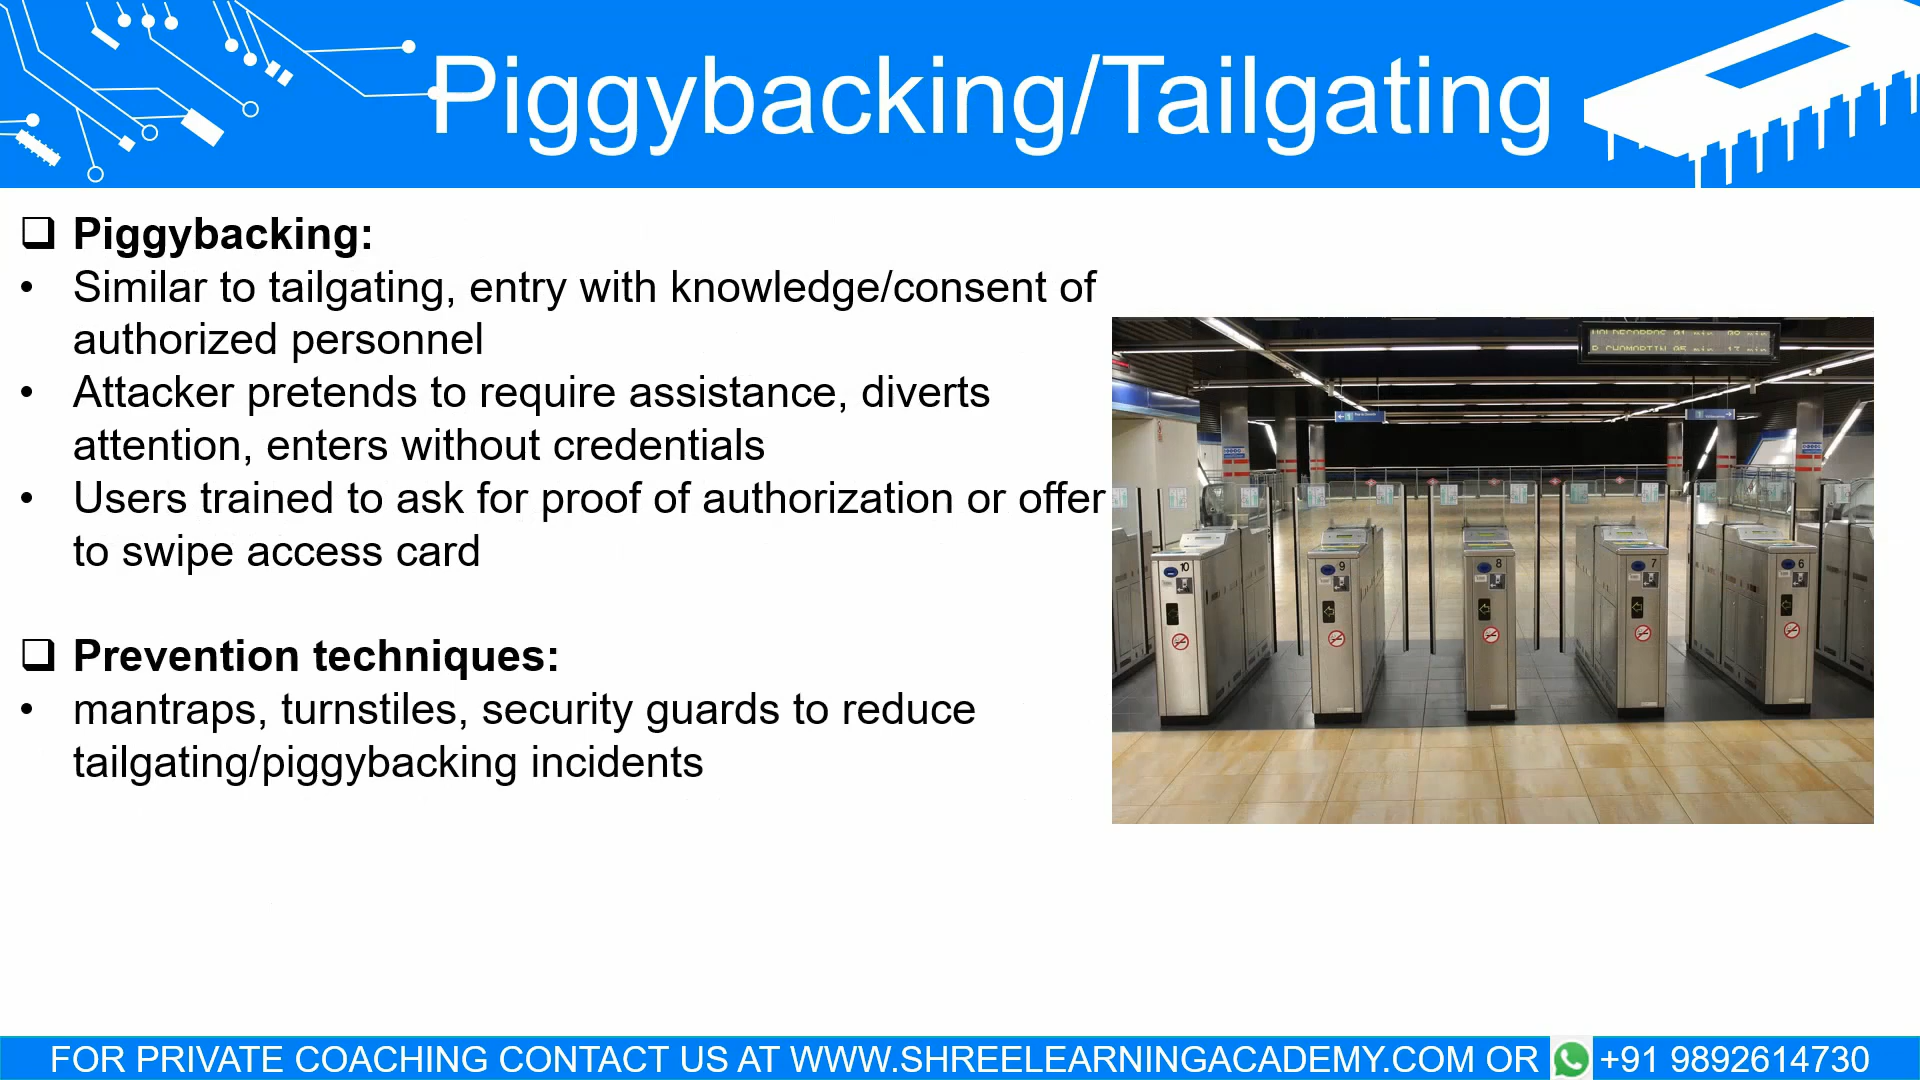 Piggybacking/Tailgating
Piggybacking:
• Similar to tailgating, entry with knowledge/consent of
authorized personnel
• Attacker pretends to require assistance, diverts
attention, enters without credentials
• Users trained to ask for proof of authorization or offer
to swipe access card
Prevention techniques:
• mantraps, turnstiles, security guards to reduce
tailgating/piggybacking incidents
10
9
8
7
6
FOR PRIVATE COACHING CONTACT US AT WWW.SHREELEARNINGACADEMY.COM OR +91 9892614730